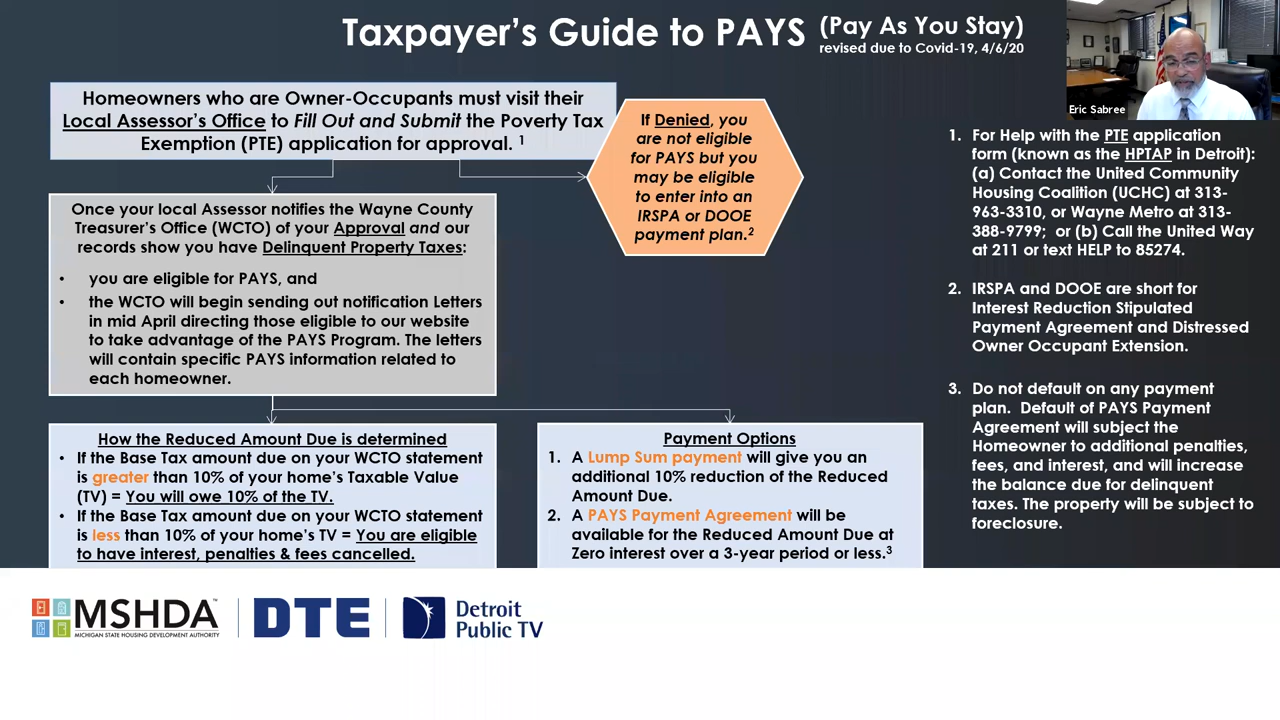 Taxpayer's Guide to PAYS (Pay As You Stay)
revised due to Covid-19, 4/6/20
Eric Sabree
Homeowners who are Owner-Occupants must visit their
Local Assessor's Office to Fill Out and Submit the Poverty Tax
Exemption (PTE) application for approval. 1
If Denied, you
are not eligible
for PAYS but you
may be eligible
to enter into an
IRSPA or DOOE
payment plan.2
Once your local Assessor notifies the Wayne County
Treasurer's Office (WCTO) of your Approval and our
records show you have Delinquent Property Taxes:
• you are eligible for PAYS, and
• the WCTO will begin sending out notification Letters
in mid April directing those eligible to our website
to take advantage of the PAYS Program. The letters
will contain specific PAYS information related to
each homeowner.
How the Reduced Amount Due is determined
• If the Base Tax amount due on your WCTO statement
is greater than 10% of your home's Taxable Value
(TV) = You will owe 10% of the TV.
• If the Base Tax amount due on your WCTO statement
is less than 10% of your home's TV = You are eligible
to have interest, penalties & fees cancelled.
Payment Options
1. A Lump Sum payment will give you an
additional 10% reduction of the Reduced
Amount Due.
2. A PAYS Payment Agreement will be
available for the Reduced Amount Due at
Zero interest over a 3-year period or less.3
1. For Help with the PTE application
form (known as the HPTAP in Detroit):
(a) Contact the United Community
Housing Coalition (UCHC) at 313-
963-3310, or Wayne Metro at 313-
388-9799; or (b) Call the United Way
at 211 or text HELP to 85274.
2. IRSPA and DOOE are short for
Interest Reduction Stipulated
Payment Agreement and Distressed
Owner Occupant Extension.
3. Do not default on any payment
plan. Default of PAYS Payment
Agreement will subject the
Homeowner to additional penalties,
fees, and interest, and will increase
the balance due for delinquent
taxes. The property will be subject to
foreclosure.
MSHDA™
MICHIGAN STATE HOUSING DEVELOPMENT AUTHORITY
DTE
Detroit
Public TV